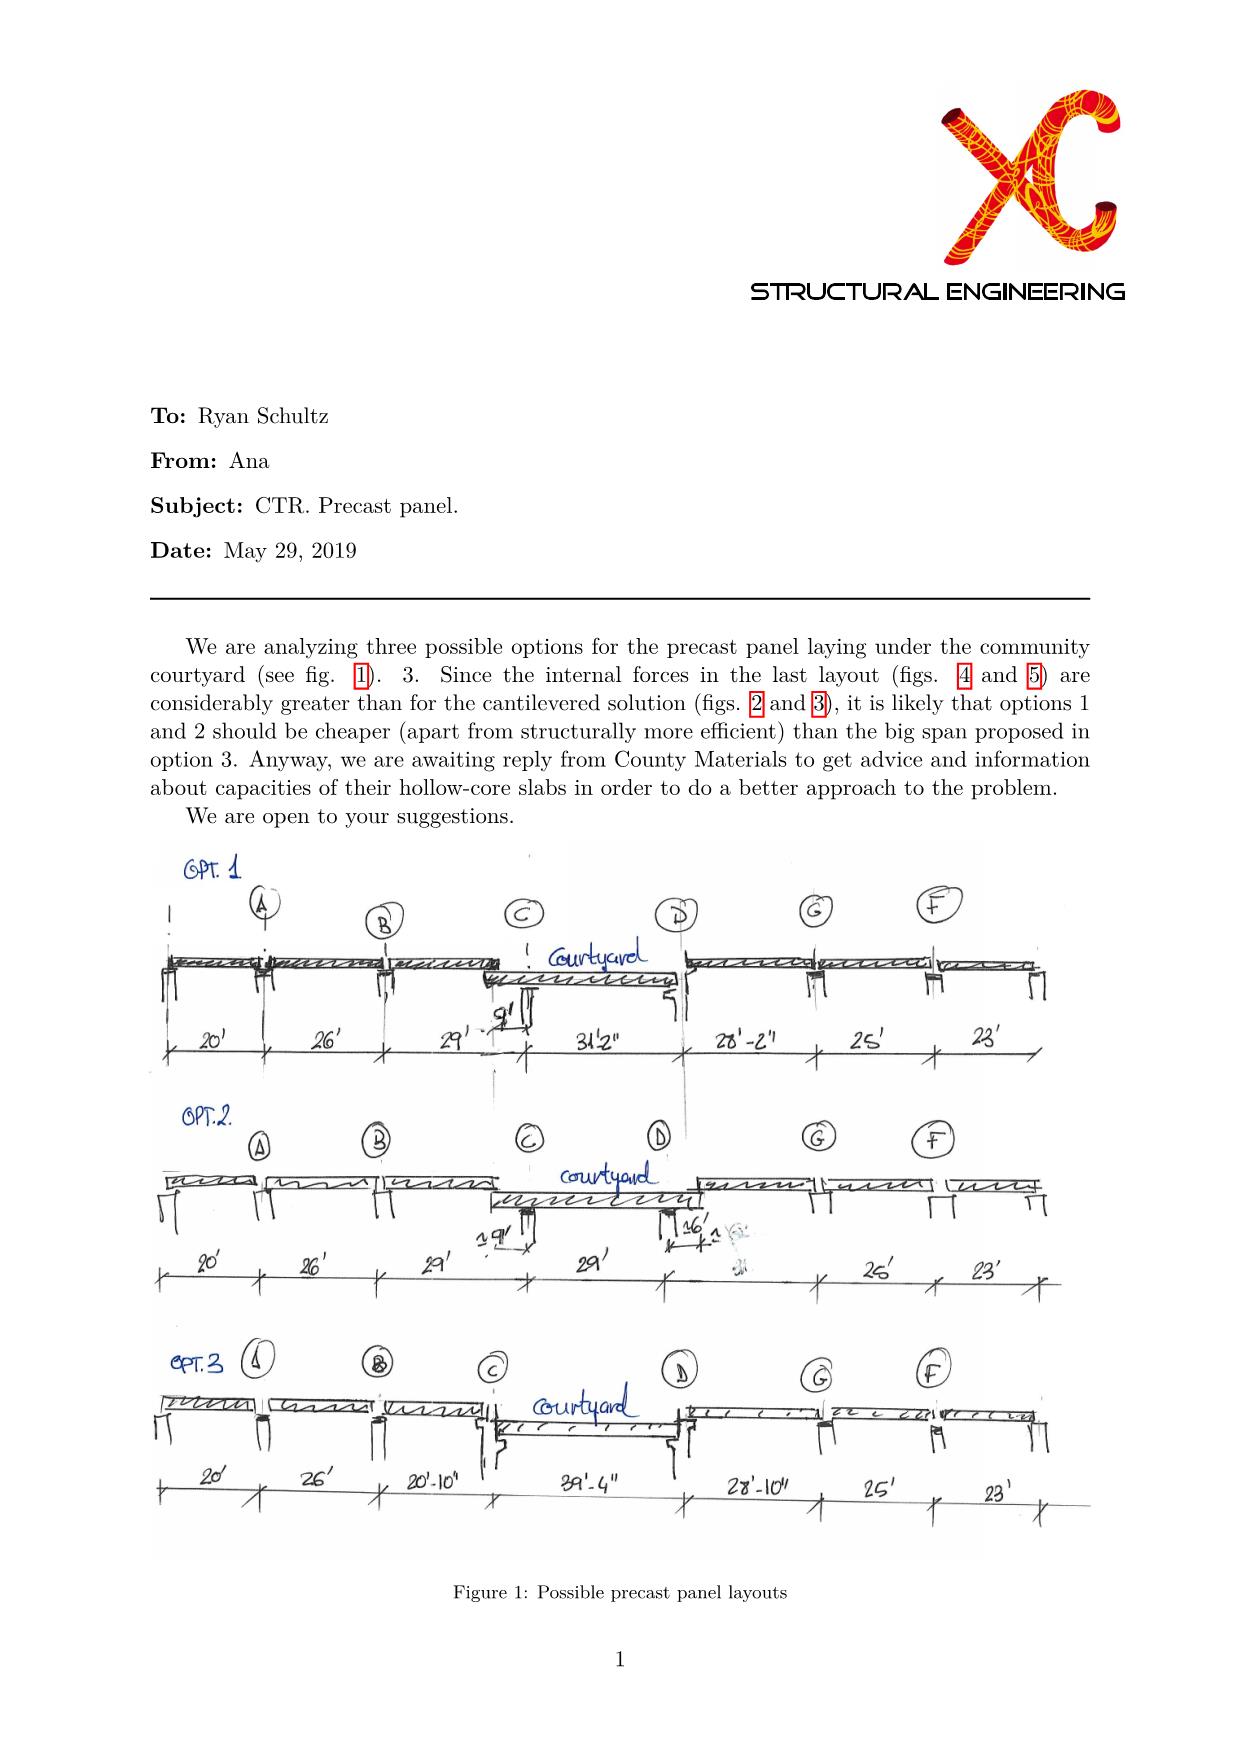 XC
STRUCTURAL ENGINEERING
To: Ryan Schultz
From: Ana
Subject: CTR. Precast panel.
Date: May 29, 2019
We are analyzing three possible options for the precast panel laying under the community
courtyard (see fig. 1). 3. Since the internal forces in the last layout (figs. 4 and 5) are
considerably greater than for the cantilevered solution (figs. 2 and 3), it is likely that options 1
and 2 should be cheaper (apart from structurally more efficient) than the big span proposed in
option 3. Anyway, we are awaiting reply from County Materials to get advice and information
about capacities of their hollow-core slabs in order to do a better approach to the problem.
We are open to your suggestions.
OPT. 1
A B C D G F
Courtyard
9'
20' 26' 29' 31'2" 28'-2" 25' 23'
OPT.2.
A B C D G F
courtyard
~9' ~6'
20' 26' 29' 29' 25' 23'
OPT.3 A B C D G F
courtyard
20' 26' 20'-10" 39'-4" 28'-10" 25' 23'
Figure 1: Possible precast panel layouts
1